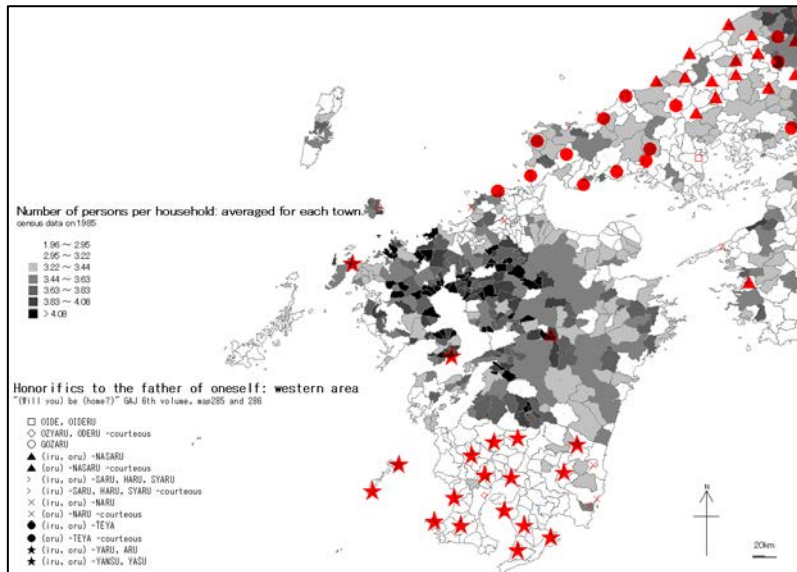 Number of persons per household: averaged for each town.
census data on 1985
1.96 ～ 2.95
2.95 ～ 3.22
3.22 ～ 3.44
3.44 ～ 3.63
3.63 ～ 3.83
3.83 ～ 4.08
> 4.08
Honorifics to the father of oneself: western area
"(Will you) be (home?)" GAJ 6th volume, map285 and 286
OIDE, OIDERU
OZYARU, ODERU -courteous
GOZARU
(iru, oru) -NASARU
(oru) -NASARU -courteous
(iru, oru) -SARU, HARU, SYARU
(iru) -SARU, HARU, SYARU -courteous
(iru, oru) -NARU
(oru) -NARU -courteous
(iru, oru) -TEYA
(oru) -TEYA -courteous
(iru, oru) -YARU, ARU
(iru, oru) -YANSU, YASU
N
20km